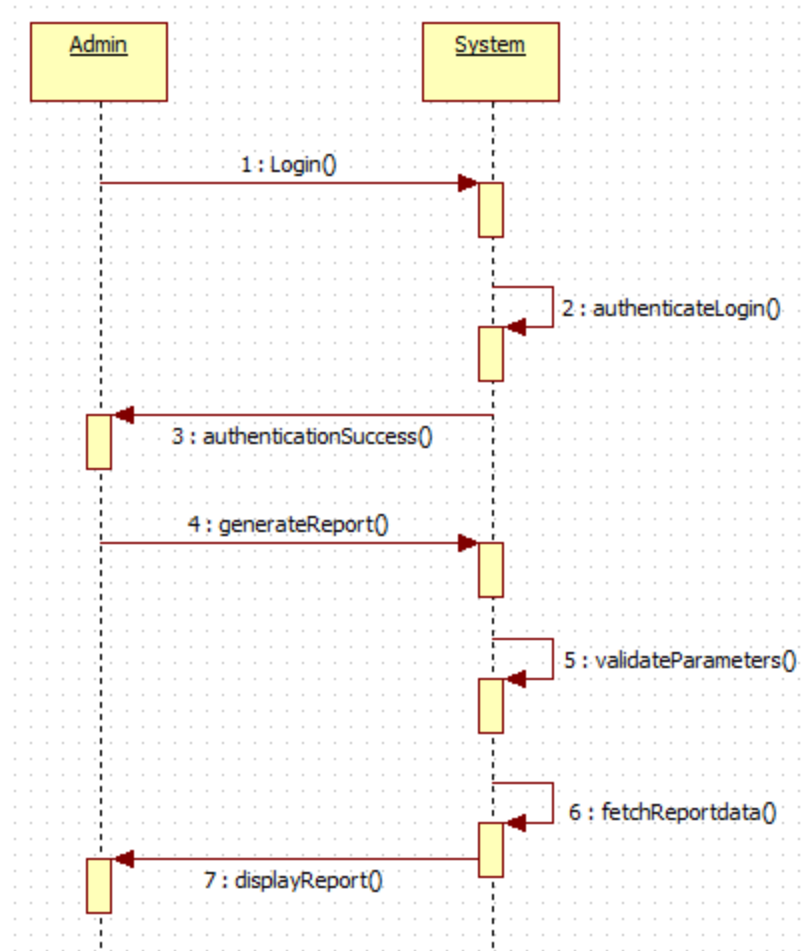 Admin
System
1 : Login()
2 : authenticateLogin()
3 : authenticationSuccess()
4 : generateReport()
5 : validateParameters()
6 : fetchReportdata()
7 : displayReport()